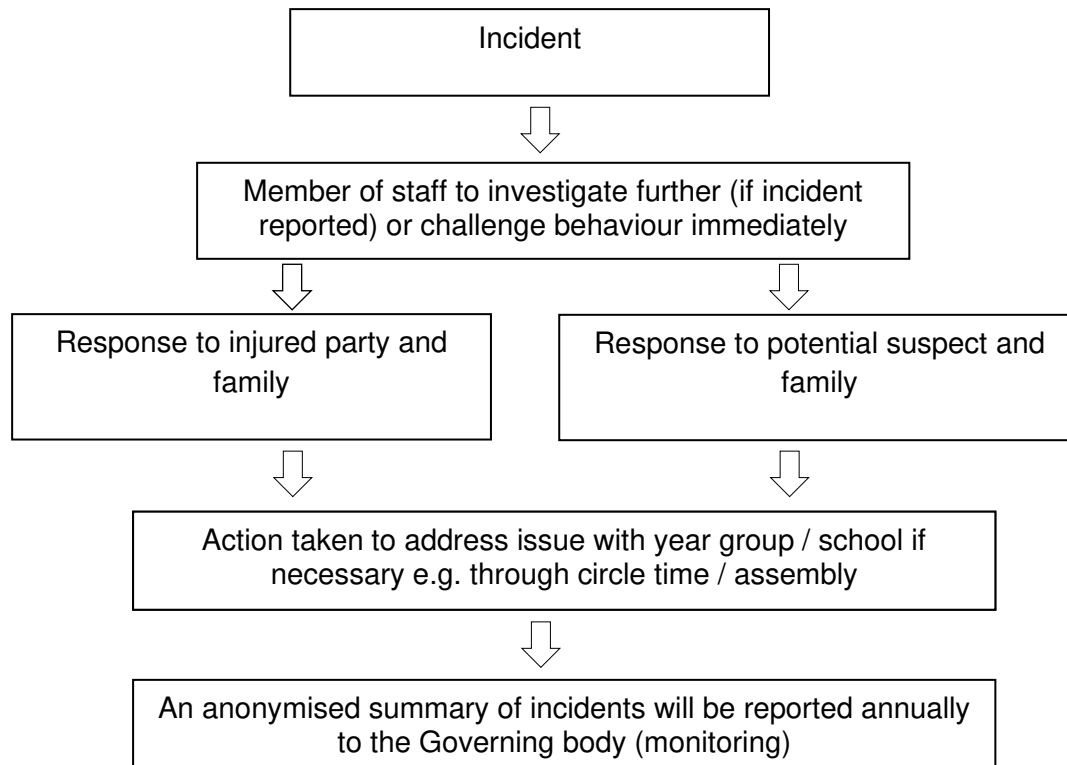 Incident
Member of staff to investigate further (if incident
reported) or challenge behaviour immediately
Response to injured party and
family
Response to potential suspect and
family
Action taken to address issue with year group / school if
necessary e.g. through circle time / assembly
An anonymised summary of incidents will be reported annually
to the Governing body (monitoring)